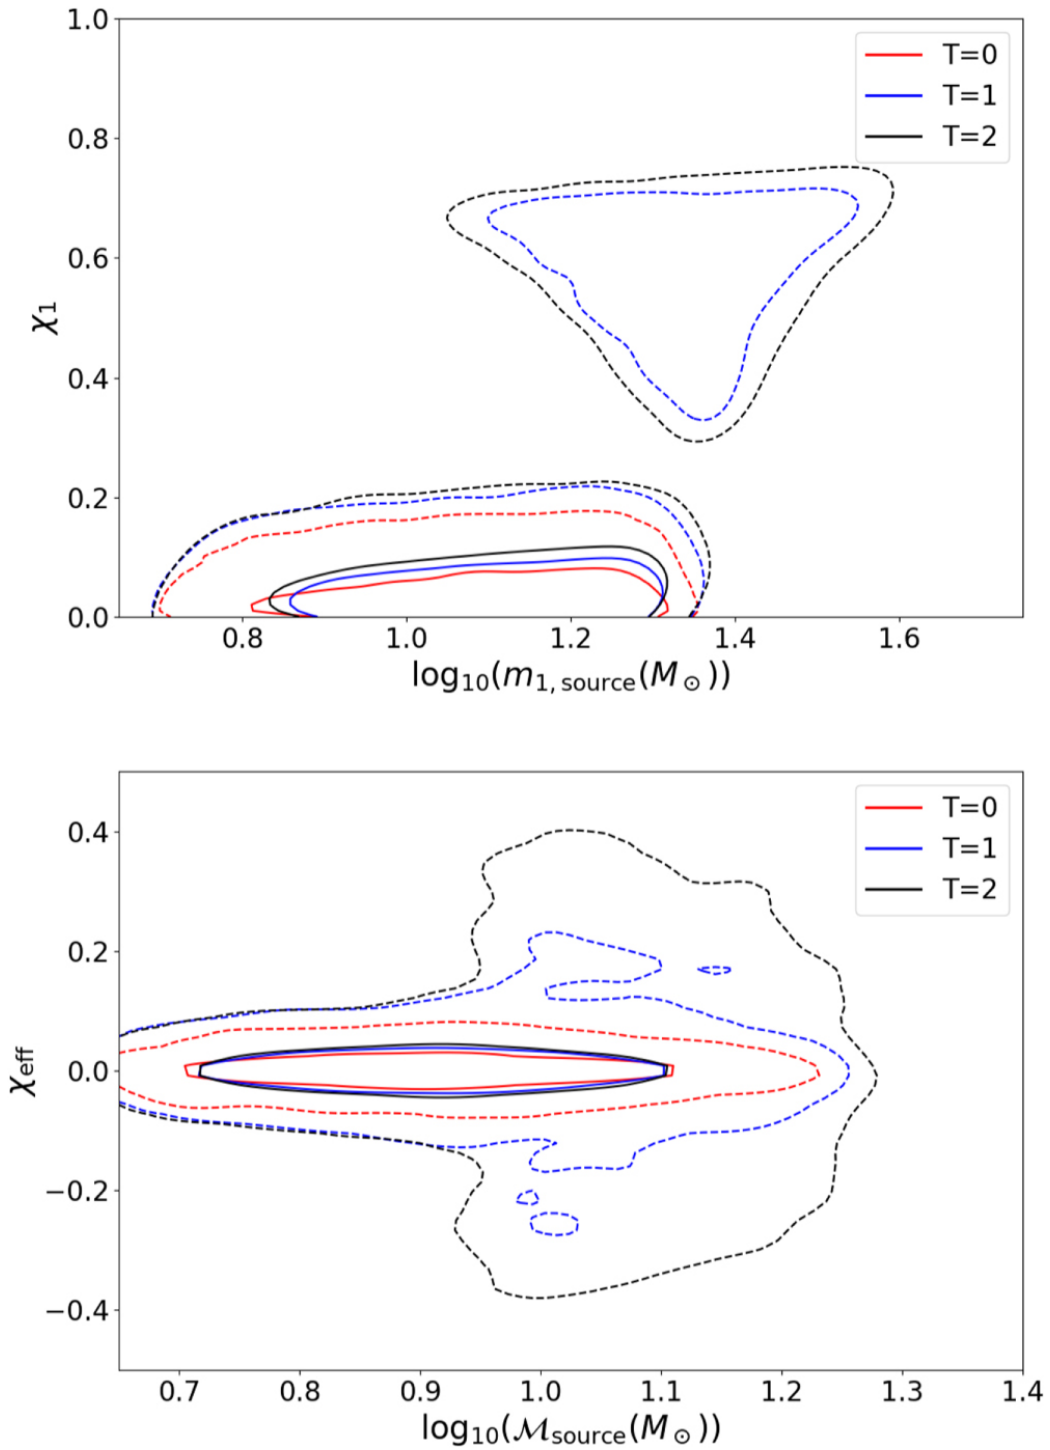 1.0
0.8
0.6
0.4
0.2
0.0
χ₁
T=0
T=1
T=2
0.8 1.0 1.2 1.4 1.6
log₁₀(m₁,source(M⊙))
0.4
0.2
0.0
−0.2
−0.4
χeff
T=0
T=1
T=2
0.7 0.8 0.9 1.0 1.1 1.2 1.3 1.4
log₁₀(ℳsource(M⊙))